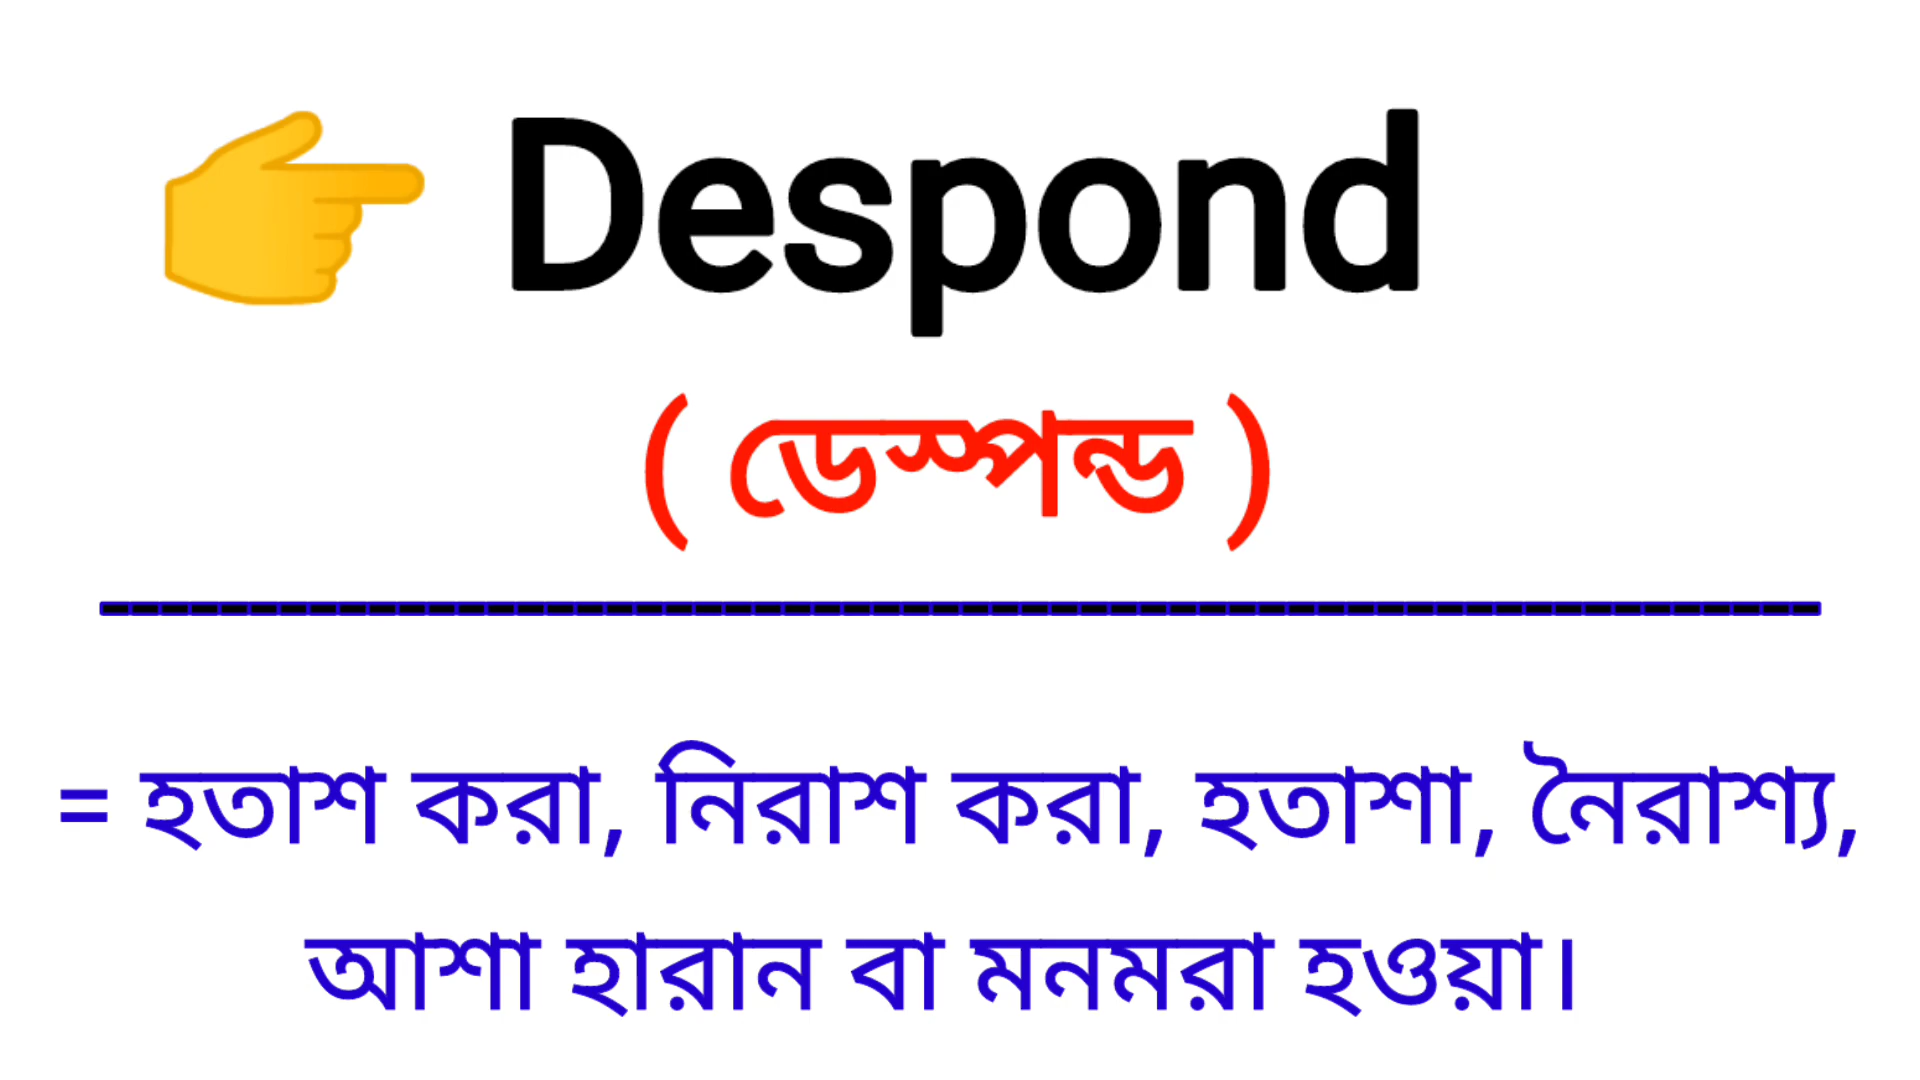 👉 Despond
( ডেস্পন্ড )
----------------------------------------------------------
= হতাশ করা, নিরাশ করা, হতাশা, নৈরাশ্য,
আশা হারান বা মনমরা হওয়া।